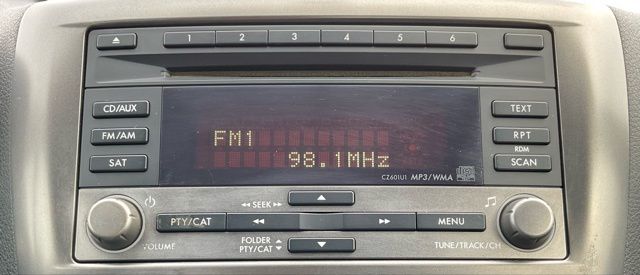 1 2 3 4 5 6
CD/AUX
FM/AM
SAT
FM1
98.1MHz
CZ601U1 MP3/WMA
TEXT
RPT
RDM
SCAN
SEEK
PTY/CAT
MENU
VOLUME
FOLDER
PTY/CAT
TUNE/TRACK/CH